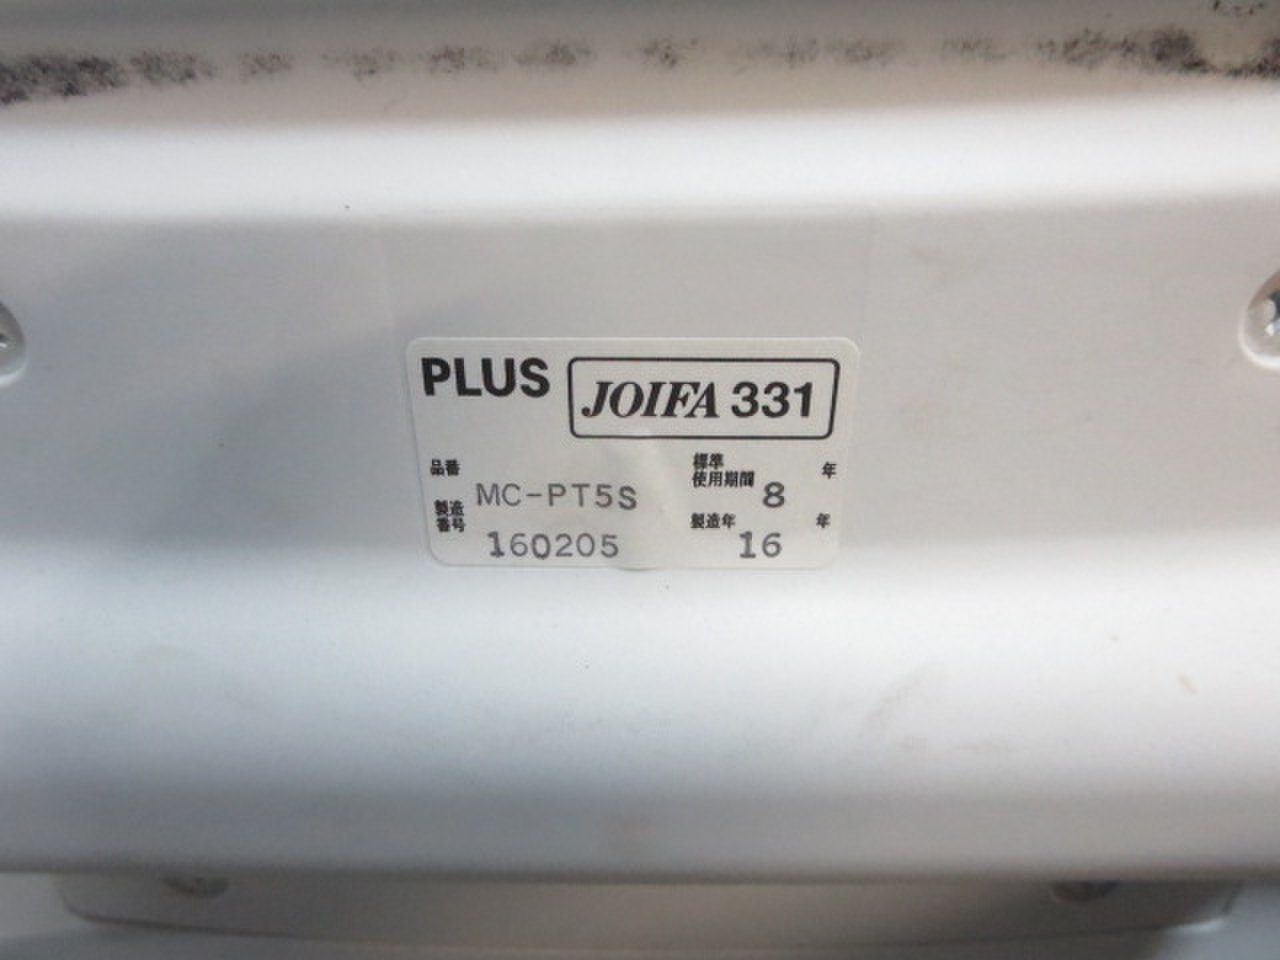 PLUS JOIFA 331
品番 MC-PT5S
標準使用期間 8 年
製造番号 160205
製造年 16 年